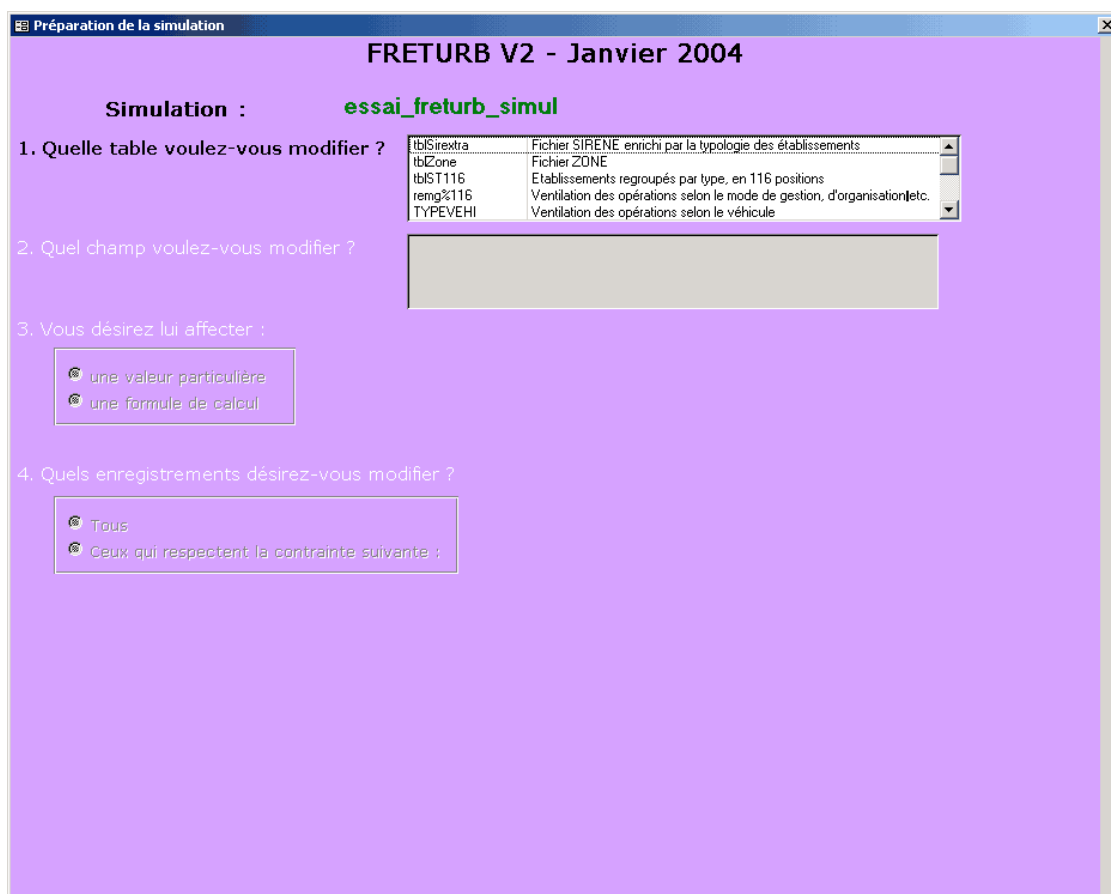 Préparation de la simulation
FRETURB V2 - Janvier 2004
Simulation : essai_freturb_simul
1. Quelle table voulez-vous modifier ?
tblSirextra Fichier SIRENE enrichi par la typologie des établissements
tblZone Fichier ZONE
tblST116 Etablissements regroupés par type, en 116 positions
remg%116 Ventilation des opérations selon le mode de gestion, d'organisation|etc.
TYPEVEHI Ventilation des opérations selon le véhicule
2. Quel champ voulez-vous modifier ?
3. Vous désirez lui affecter :
une valeur particulière
une formule de calcul
4. Quels enregistrements désirez-vous modifier ?
Tous
Ceux qui respectent la contrainte suivante :